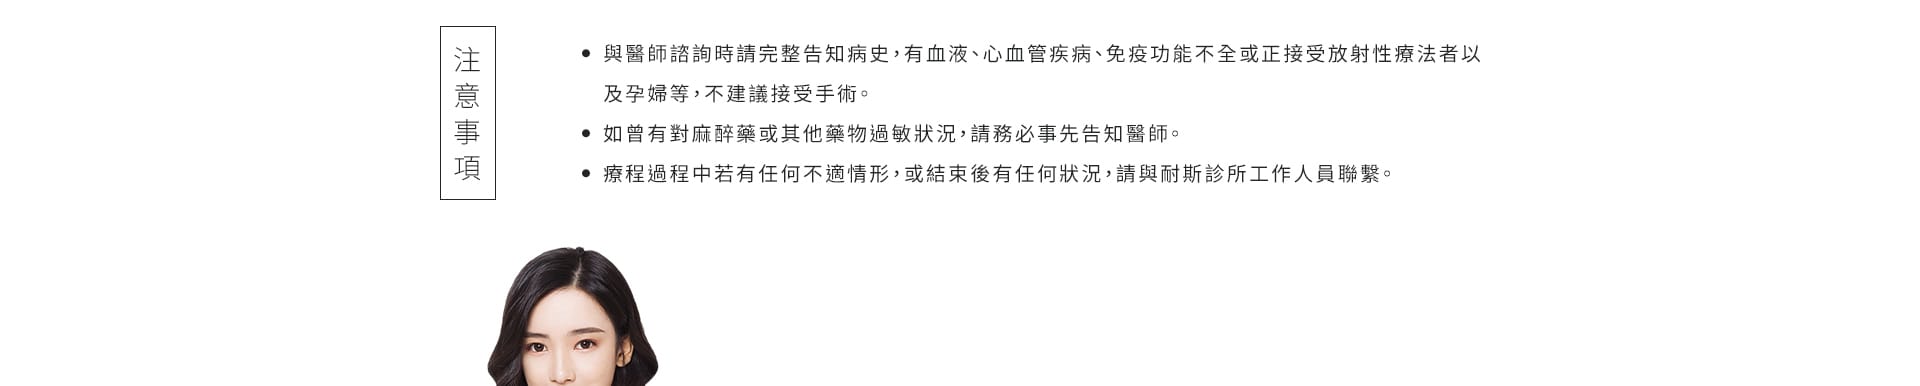 注意事項
• 與醫師諮詢時請完整告知病史，有血液、心血管疾病、免疫功能不全或正接受放射性療法者以
及孕婦等，不建議接受手術。
• 如曾有對麻醉藥或其他藥物過敏狀況，請務必事先告知醫師。
• 療程過程中若有任何不適情形，或結束後有任何狀況，請與耐斯診所工作人員聯繫。